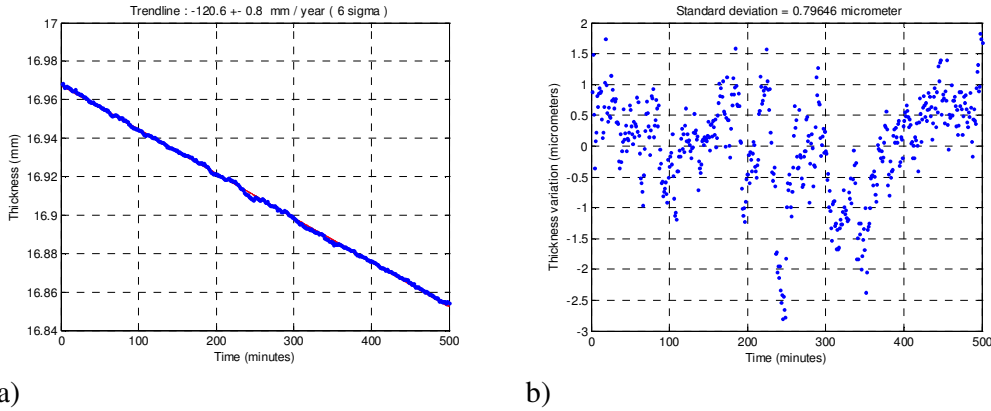 Trendline : -120.6 +- 0.8 mm / year ( 6 sigma )
17
16.98
16.96
16.94
16.92
16.9
16.88
16.86
16.84
Thickness (mm)
0 100 200 300 400 500
Time (minutes)
a)
Standard deviation = 0.79646 micrometer
2
1.5
1
0.5
0
-0.5
-1
-1.5
-2
-2.5
-3
Thickness variation (micrometers)
0 100 200 300 400 500
Time (minutes)
b)